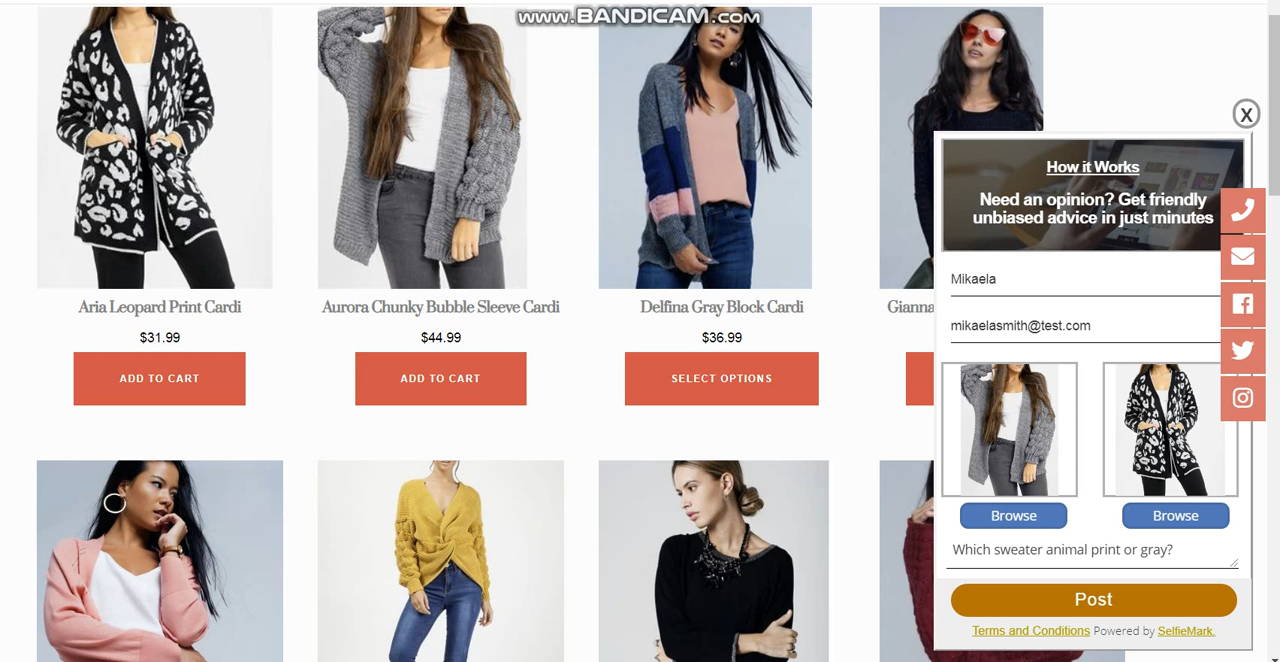 www.BANDICAM.com
Aria Leopard Print Cardi
$31.99
ADD TO CART
Aurora Chunky Bubble Sleeve Cardi
$44.99
ADD TO CART
Delfina Gray Block Cardi
$36.99
SELECT OPTIONS
Gianna
X
How it Works
Need an opinion? Get friendly
unbiased advice in just minutes
Mikaela
mikaelasmith@test.com
Browse
Browse
Which sweater animal print or gray?
Post
Terms and Conditions Powered by SelfieMark.